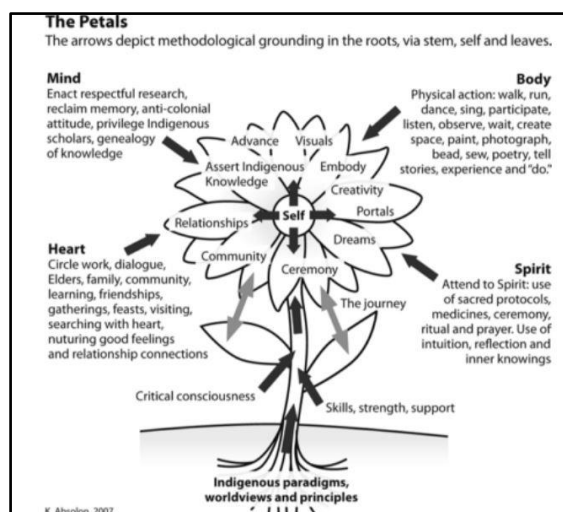 The Petals
The arrows depict methodological grounding in the roots, via stem, self and leaves.
Mind
Enact respectful research,
reclaim memory, anti-colonial
attitude, privilege Indigenous
scholars, genealogy
of knowledge
Body
Physical action: walk, run,
dance, sing, participate,
listen, observe, wait, create
space, paint, photograph,
bead, sew, poetry, tell
stories, experience and “do.”
Advance
Visuals
Assert Indigenous
Knowledge
Embody
Creativity
Self
Portals
Relationships
Dreams
Community
Ceremony
Heart
Circle work, dialogue,
Elders, family, community,
learning, friendships,
gatherings, feasts, visiting,
searching with heart,
nuturing good feelings
and relationship connections
Spirit
Attend to Spirit: use
of sacred protocols,
medicines, ceremony,
ritual and prayer. Use of
intuition, reflection and
inner knowings
The journey
Critical consciousness
Skills, strength, support
Indigenous paradigms,
worldviews and principles
K. Absolon, 2007